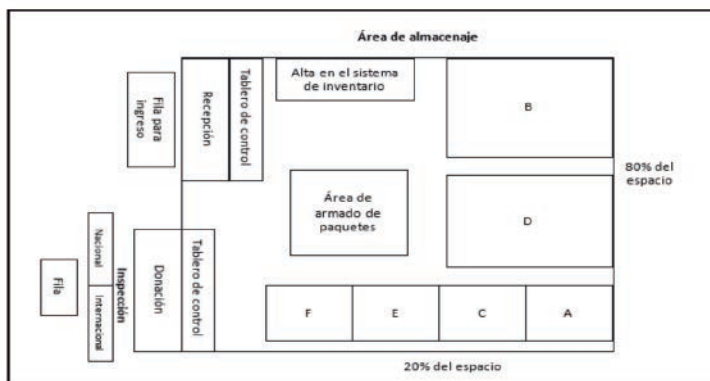 Área de almacenaje
Fila para
ingreso
Recepción
Tablero de control
Alta en el sistema
de inventario
B
80% del
espacio
Área de
armado de
paquetes
D
Fila
Nacional
Internacional
Inspección
Donación
Tablero de control
F
E
C
A
20% del espacio